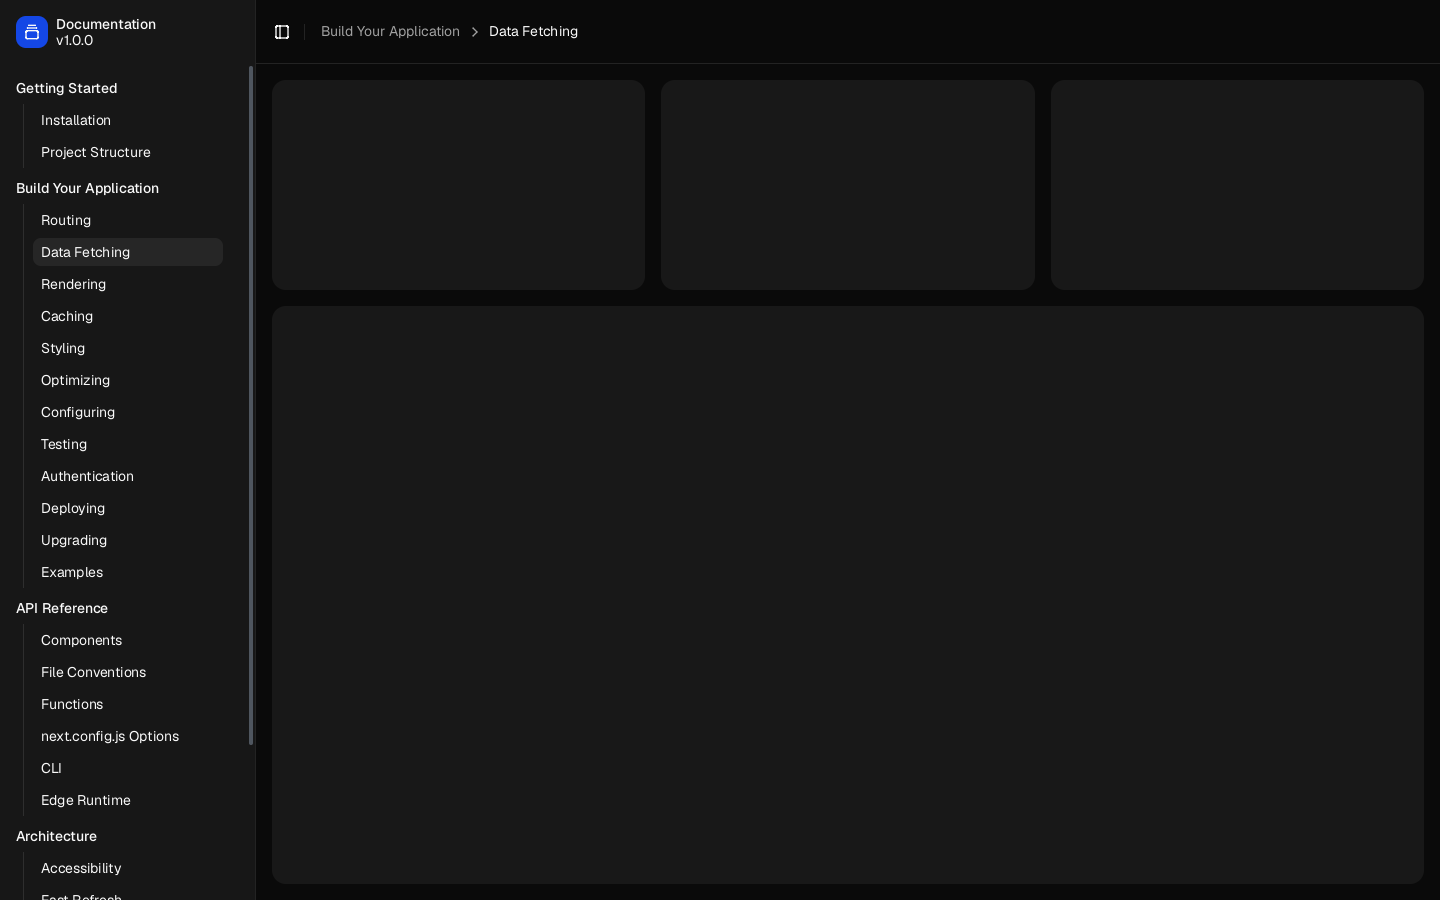 Documentation
v1.0.0
Getting Started
Installation
Project Structure
Build Your Application
Routing
Data Fetching
Rendering
Caching
Styling
Optimizing
Configuring
Testing
Authentication
Deploying
Upgrading
Examples
API Reference
Components
File Conventions
Functions
next.config.js Options
CLI
Edge Runtime
Architecture
Accessibility
Fast Refresh
Build Your Application
Data Fetching